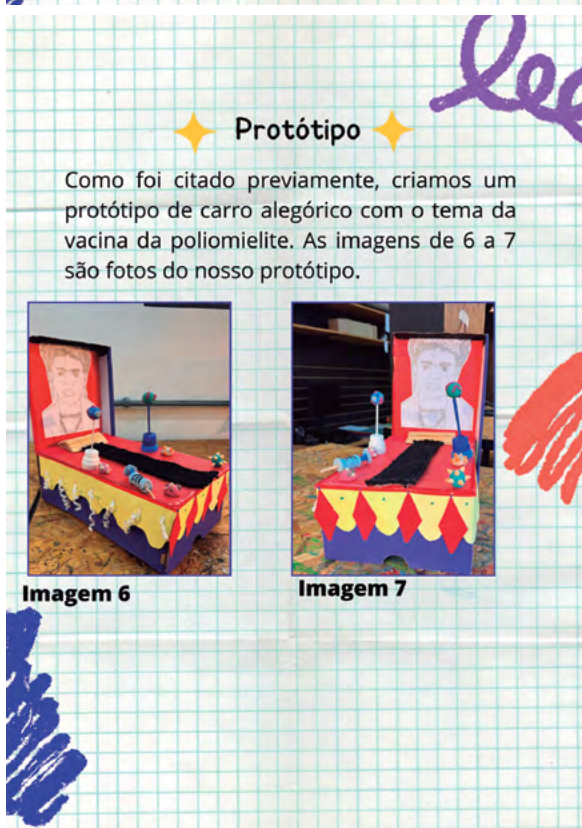 Protótipo
Como foi citado previamente, criamos um
protótipo de carro alegórico com o tema da
vacina da poliomielite. As imagens de 6 a 7
são fotos do nosso protótipo.
Imagem 6
Imagem 7